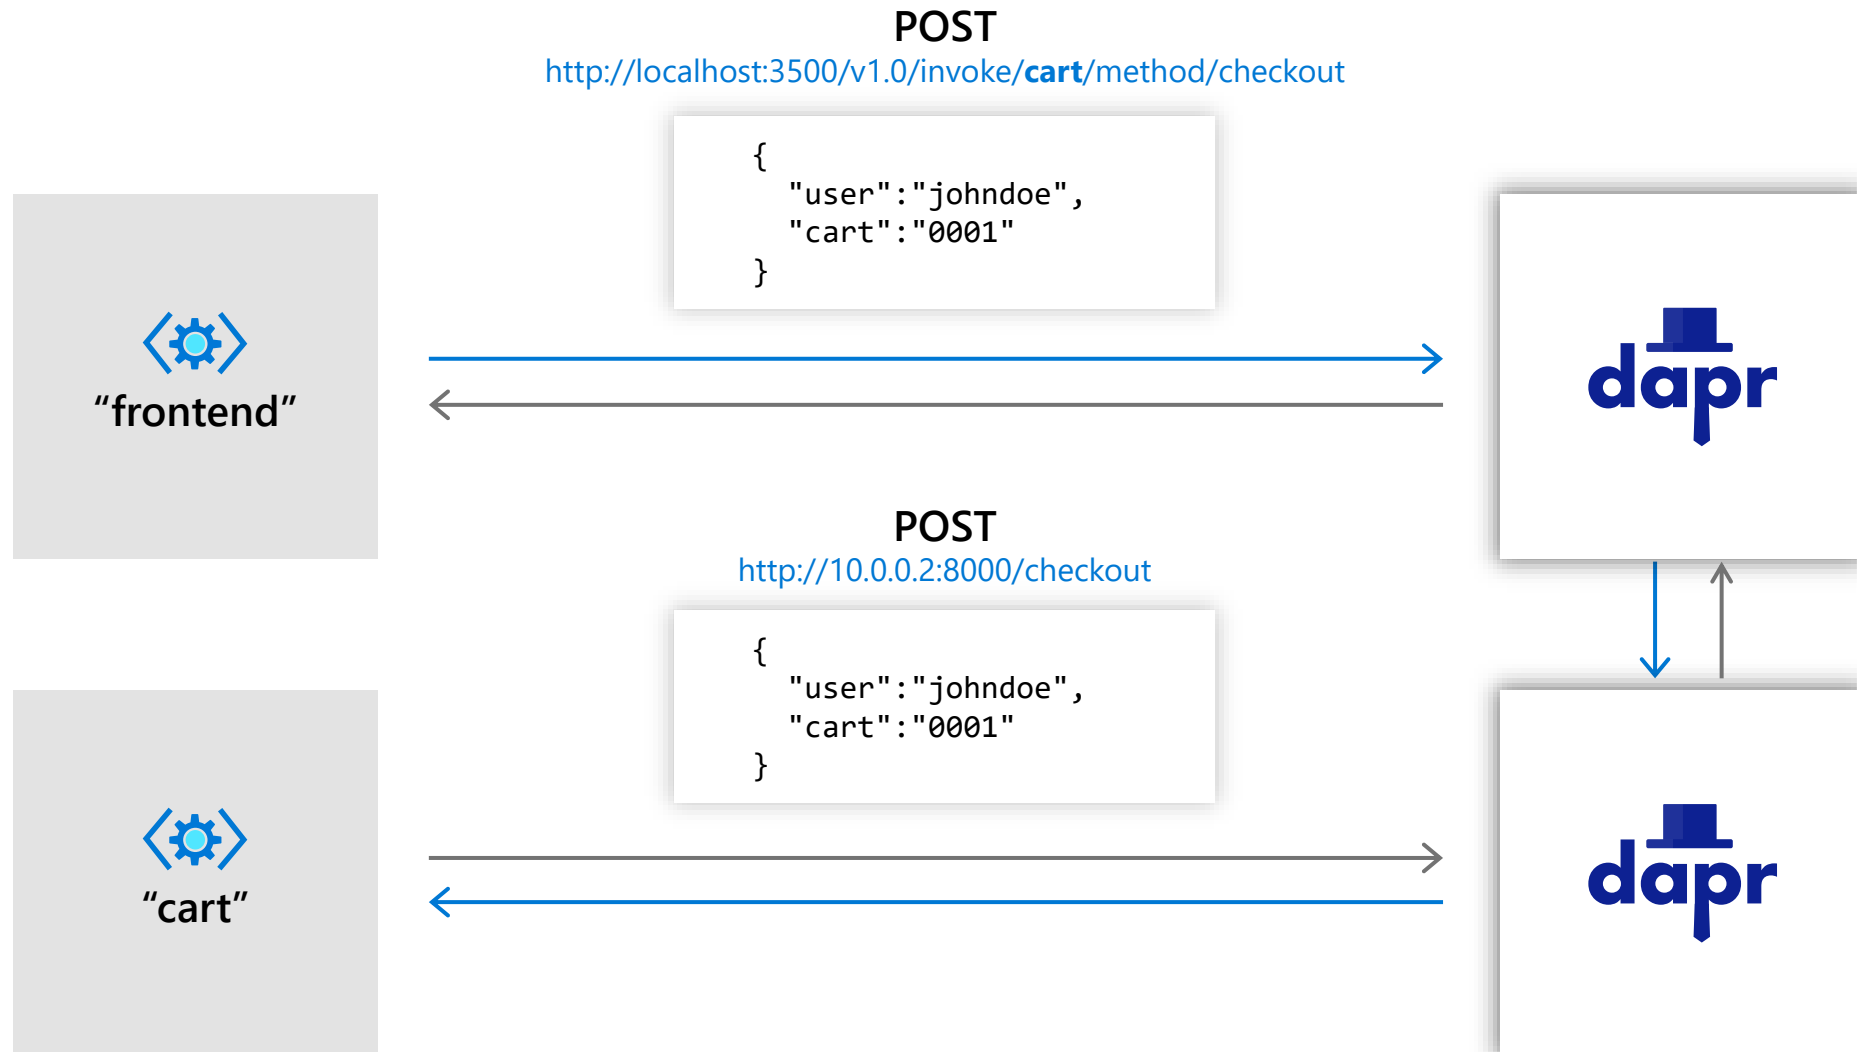 POST
http://localhost:3500/v1.0/invoke/cart/method/checkout
{
"user":"johndoe",
"cart":"0001"
}
“frontend”
dapr
POST
http://10.0.0.2:8000/checkout
{
"user":"johndoe",
"cart":"0001"
}
“cart”
dapr